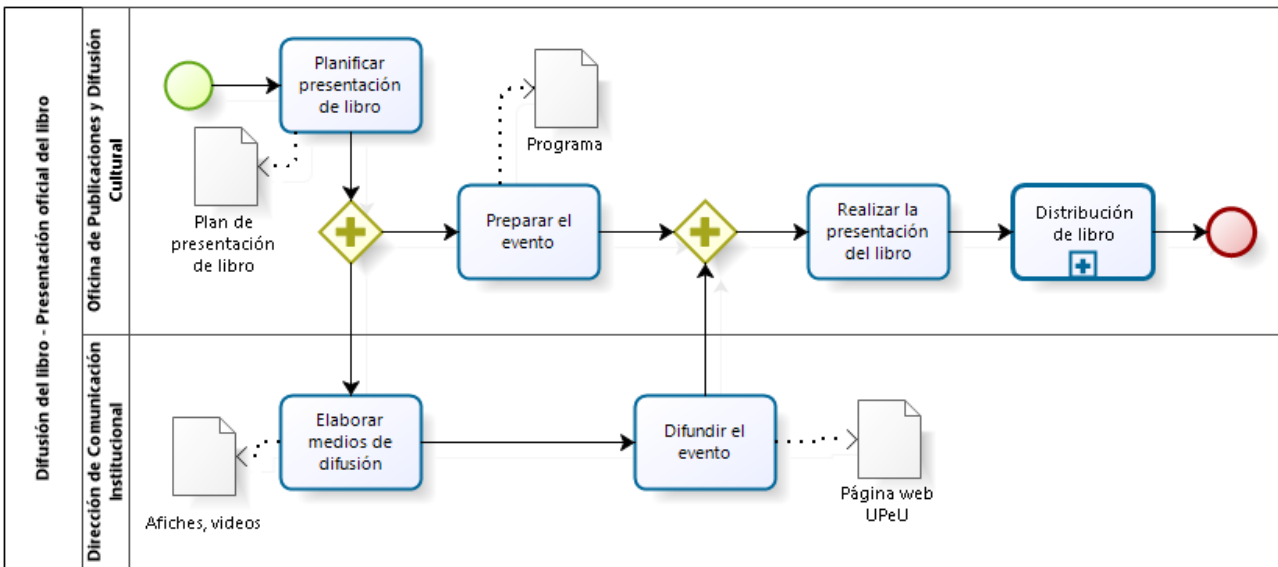 Difusión del libro - Presentación oficial del libro
Oficina de Publicaciones y Difusión
Cultural
Planificar
presentación
de libro
Plan de
presentación
de libro
Programa
Preparar el
evento
Realizar la
presentación
del libro
Distribución
de libro
Dirección de Comunicación
Institucional
Elaborar
medios de
difusión
Afiches, videos
Difundir el
evento
Página web
UPeU